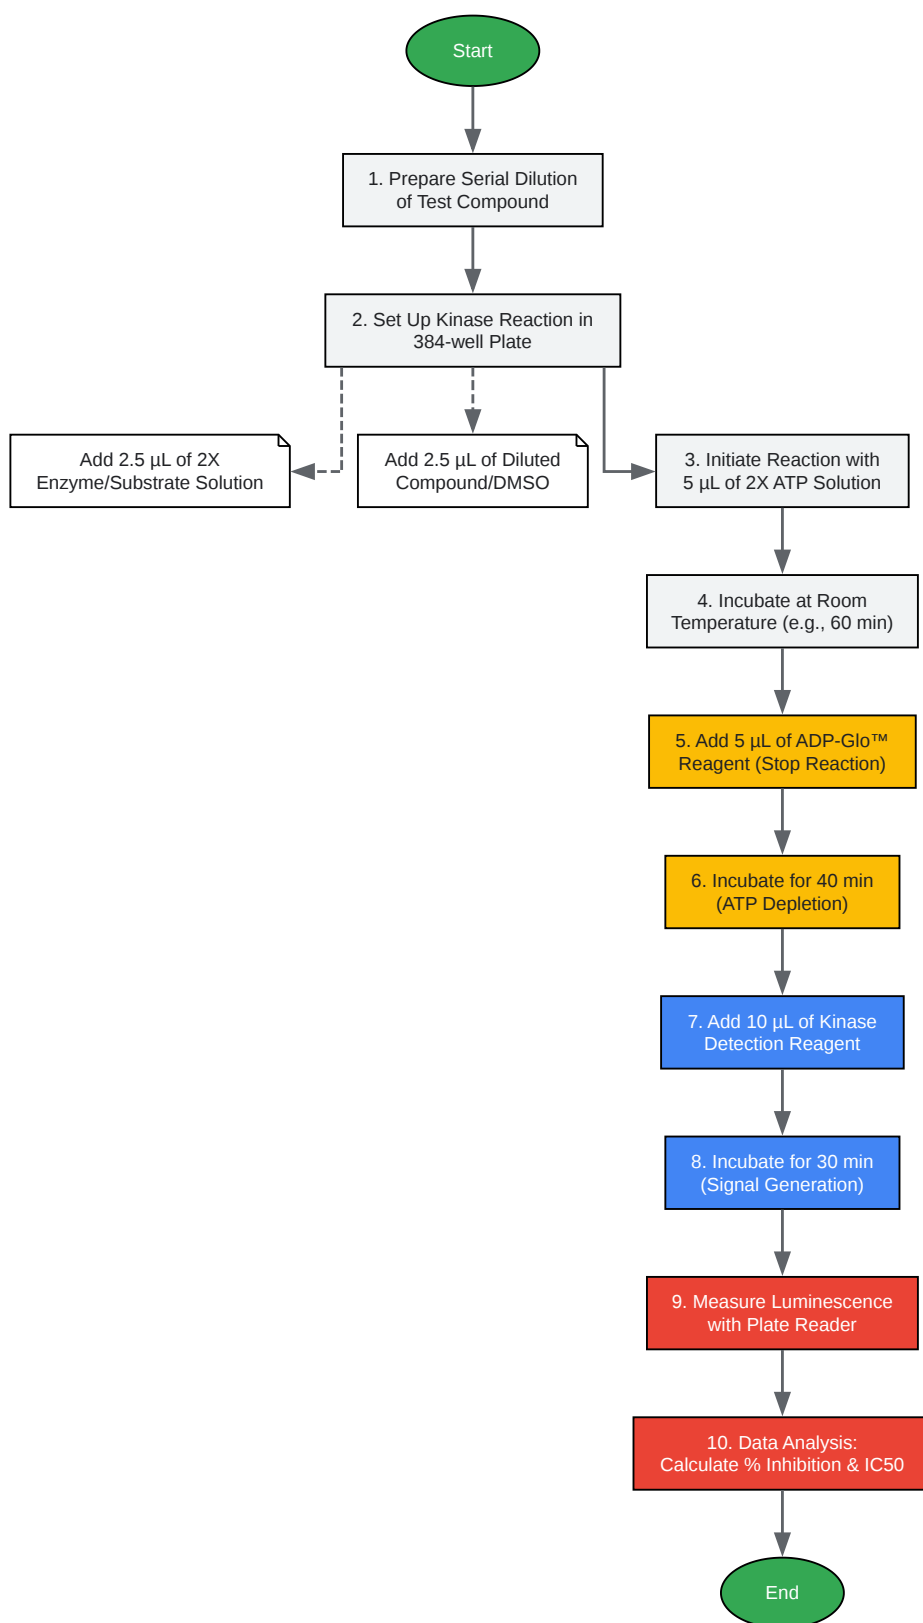 Start
1. Prepare Serial Dilution
of Test Compound
2. Set Up Kinase Reaction in
384-well Plate
Add 2.5 µL of 2X
Enzyme/Substrate Solution
Add 2.5 µL of Diluted
Compound/DMSO
3. Initiate Reaction with
5 µL of 2X ATP Solution
4. Incubate at Room
Temperature (e.g., 60 min)
5. Add 5 µL of ADP-Glo™
Reagent (Stop Reaction)
6. Incubate for 40 min
(ATP Depletion)
7. Add 10 µL of Kinase
Detection Reagent
8. Incubate for 30 min
(Signal Generation)
9. Measure Luminescence
with Plate Reader
10. Data Analysis:
Calculate % Inhibition & IC50
End